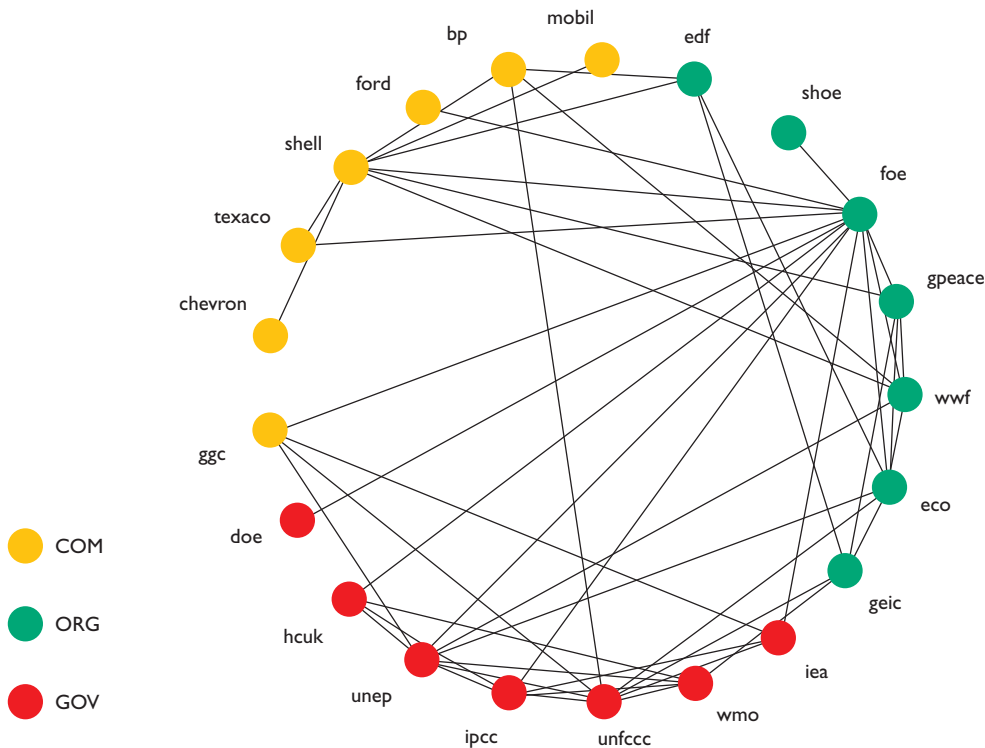 mobil
bp
edf
ford
shoe
shell
foe
texaco
gpeace
chevron
wwf
ggc
eco
doe
COM
geic
ORG
hcuk
iea
unep
GOV
wmo
ipcc
unfccc